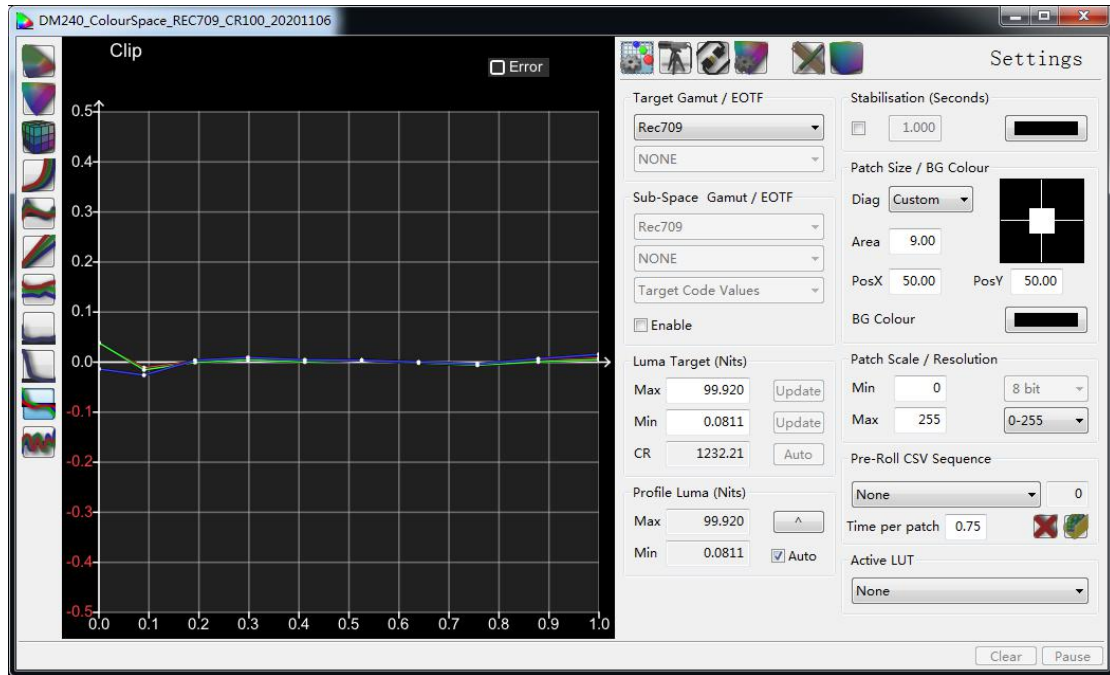 DM240_ColourSpace_REC709_CR100_20201106
Clip
Error
0.5
0.4
0.3
0.2
0.1
0.0
-0.1
-0.2
-0.3
-0.4
-0.5
0.0 0.1 0.2 0.3 0.4 0.5 0.6 0.7 0.8 0.9 1.0
Settings
Target Gamut / EOTF
Rec709
NONE
Sub-Space Gamut / EOTF
Rec709
NONE
Target Code Values
Enable
Luma Target (Nits)
Max 99.920 Update
Min 0.0811 Update
CR 1232.21 Auto
Profile Luma (Nits)
Max 99.920 ^
Min 0.0811 Auto
Stabilisation (Seconds)
1.000
Patch Size / BG Colour
Diag Custom
Area 9.00
PosX 50.00 PosY 50.00
BG Colour
Patch Scale / Resolution
Min 0 8 bit
Max 255 0-255
Pre-Roll CSV Sequence
None 0
Time per patch 0.75
Active LUT
None
Clear Pause